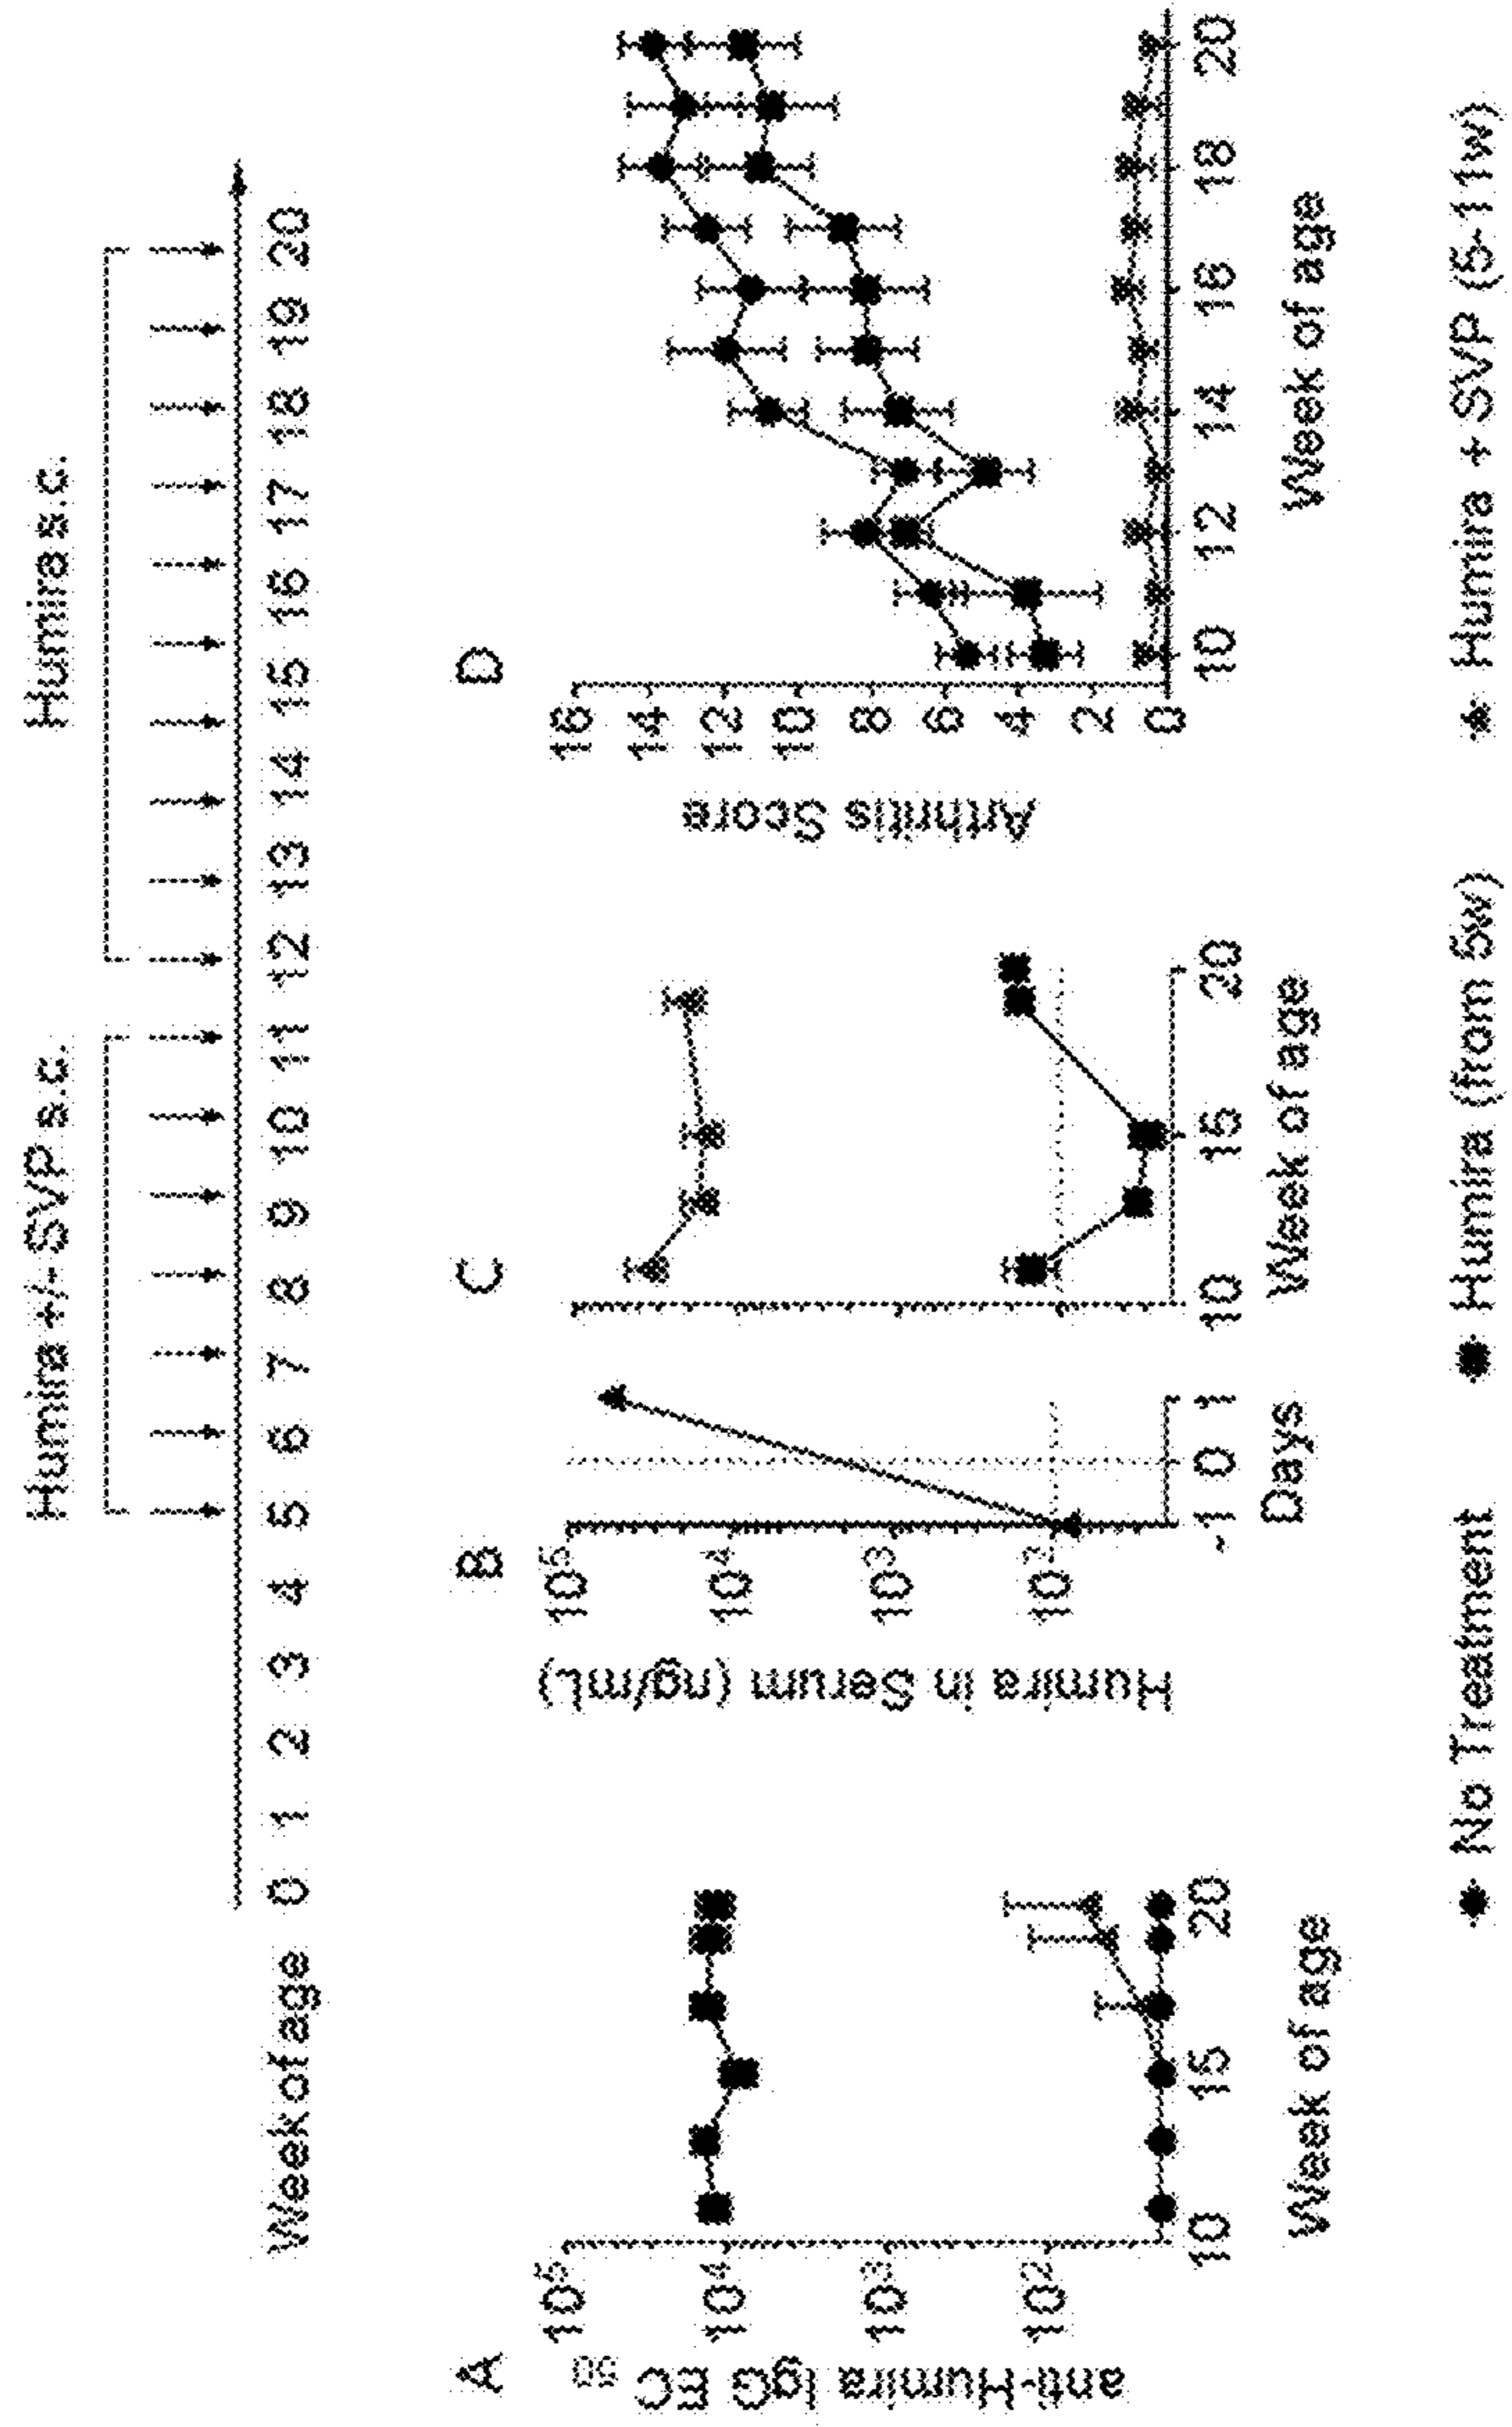 Humira +/- SVP s.c.
Humira s.c.
Week of age 0 1 2 3 4 5 6 7 8 9 10 11 12 13 14 15 16 17 18 19 20
A
anti-Humira IgG EC 50
10^5
10^4
10^3
10^2
10 15 20
Week of age
B
Humira in Serum (ng/mL)
10^5
10^4
10^3
10^2
-1 0 1
Days
C
10 15 20
Week of age
D
Arthritis Score
16
14
12
10
8
6
4
2
0
10 12 14 16 18 20
Week of age
No Treatment
Humira (from 5w)
Humira + SVP (5-11w)